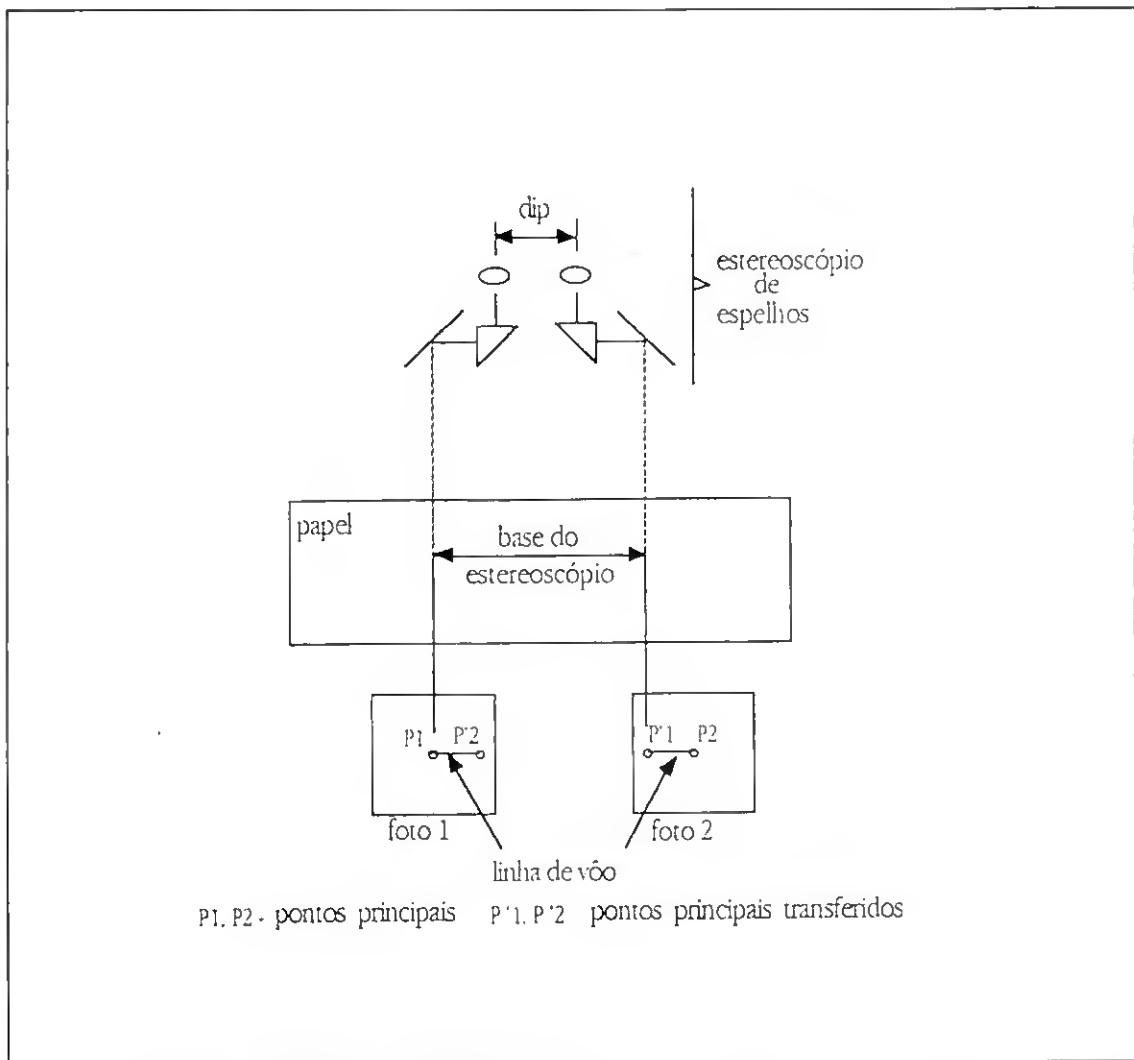 dip
estereoscópio
de
espelhos
papel
base do
estereoscópio
P1 P'2
P'1 P2
foto 1
foto 2
linha de vôo
P1, P2 - pontos principais P'1, P'2 pontos principais transferidos